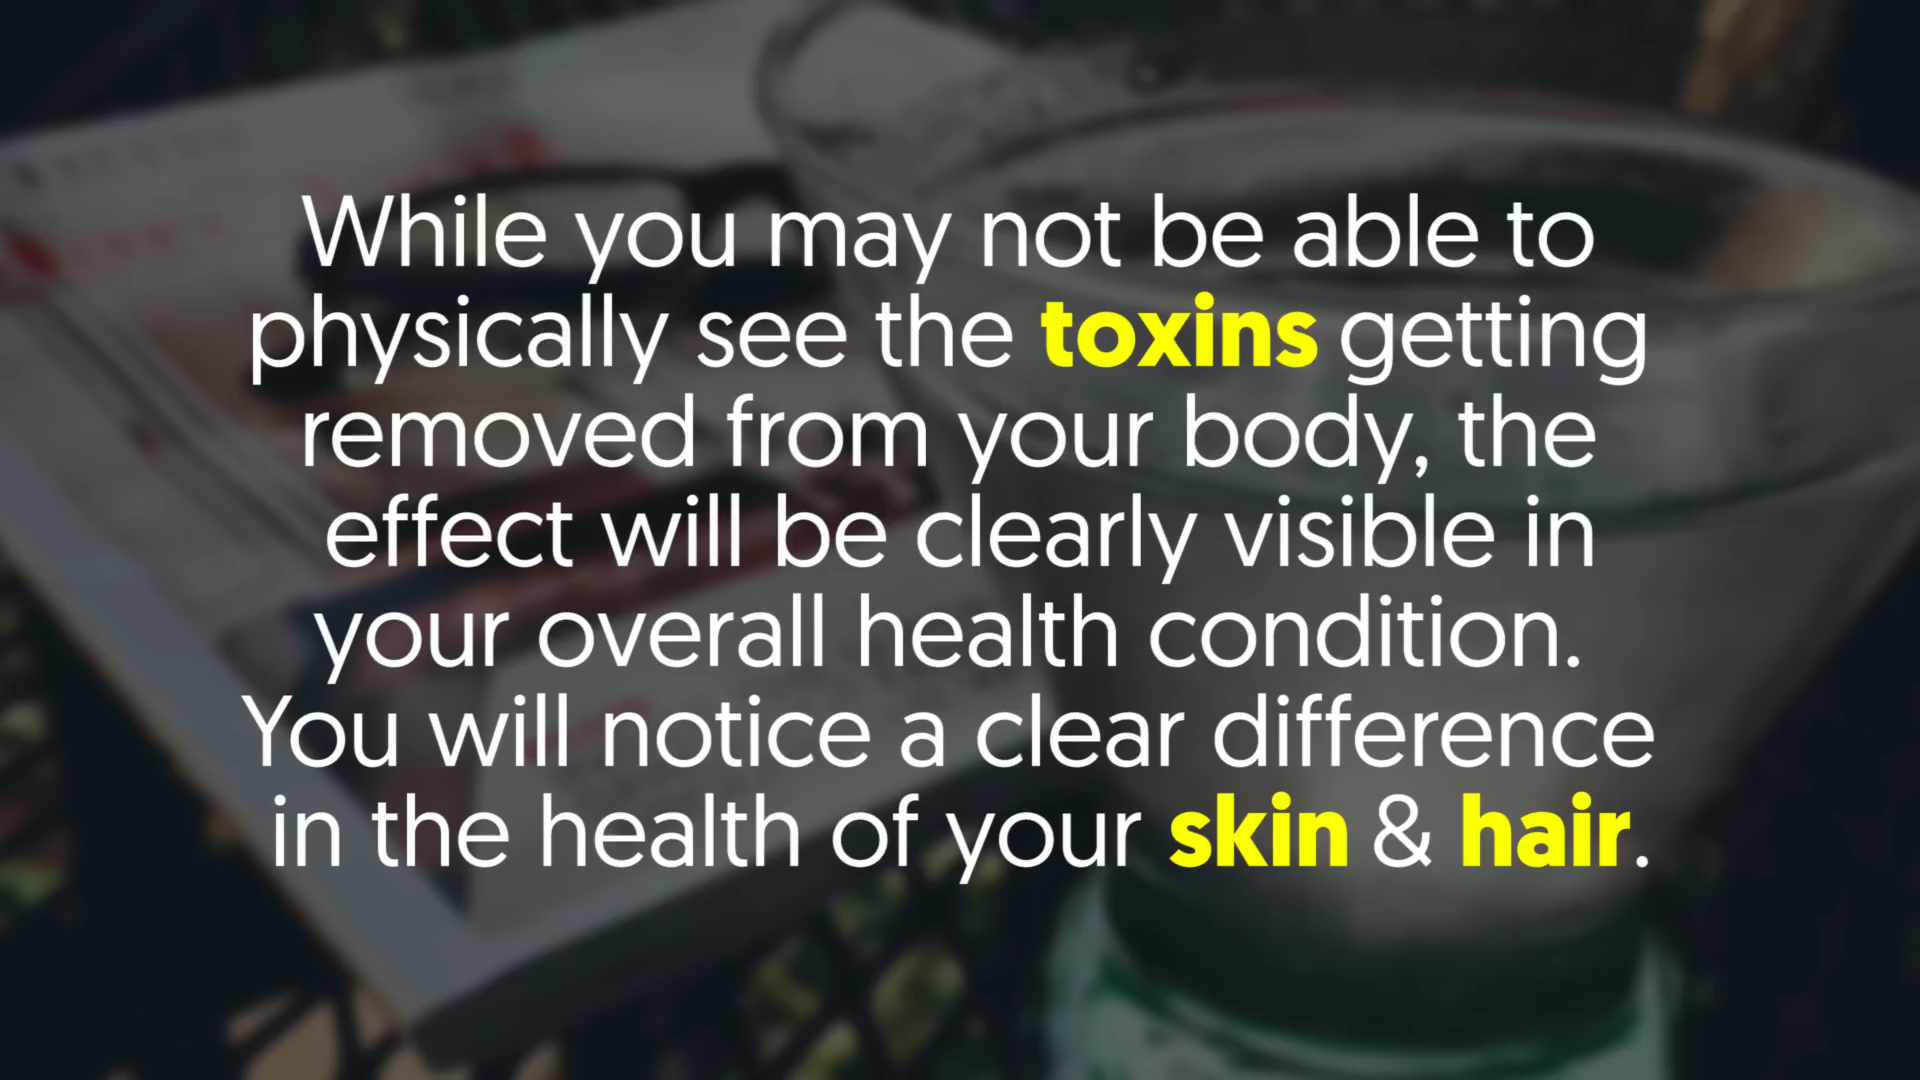 While you may not be able to
physically see the toxins getting
removed from your body, the
effect will be clearly visible in
your overall health condition.
You will notice a clear difference
in the health of your skin & hair.